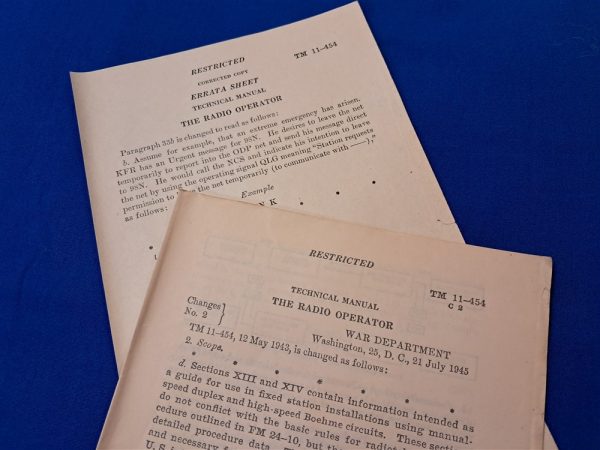 RESTRICTED
TM 11-454
CORRECTED COPY
ERRATA SHEET
TECHNICAL MANUAL
THE RADIO OPERATOR
Paragraph 32b is changed to read as follows:
b. Assume for example, that an extreme emergency has arisen.
KFR has an Urgent message for 9SN. He desires to leave the net
temporarily to report into the ODP net and send his message direct
to 9SN. He would call the NCS and indicate his intention to leave
the net by using the operating signal QLG meaning "Station requests
permission to the net temporarily (to communicate with ——),"
as follows:
Example
K
RESTRICTED
TM 11-454
C 2
TECHNICAL MANUAL
THE RADIO OPERATOR
Changes
No. 2
WAR DEPARTMENT
Washington, 25, D. C., 21 July 1945
TM 11-454, 12 May 1943, is changed as follows:
2. Scope.
d. Sections XIII and XIV contain information intended as
a guide for use in fixed station installations using manual-
speed duplex and high-speed Boehme circuits. These secti
do not conflict with the basic rules for
cedure outlined in FM 24-10, but
detailed procedure data.
and necessary f
U. S.